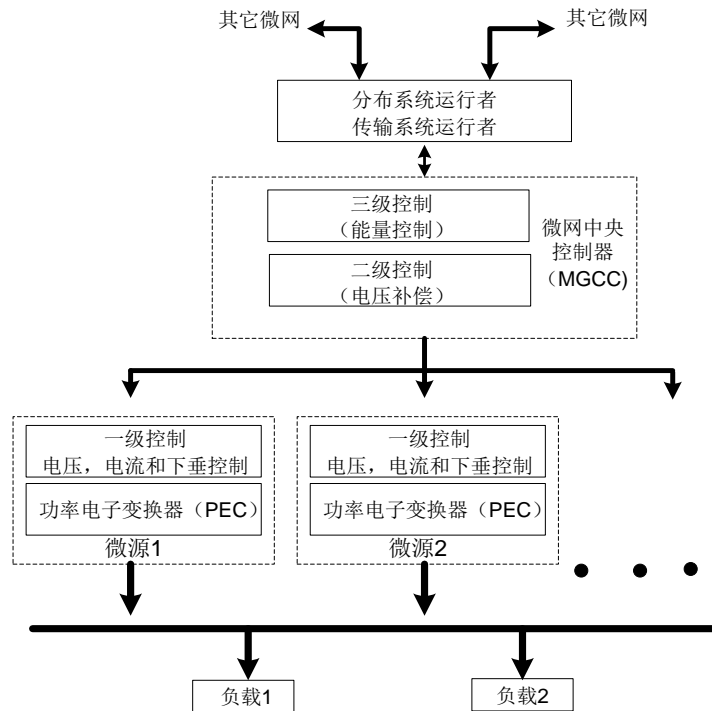 其它微网
其它微网
分布系统运行者
传输系统运行者
三级控制
(能量控制)
二级控制
(电压补偿)
微网中央
控制器
（MGCC)
一级控制
电压，电流和下垂控制
功率电子变换器（PEC）
微源1
一级控制
电压，电流和下垂控制
功率电子变换器（PEC）
微源2
负载1
负载2